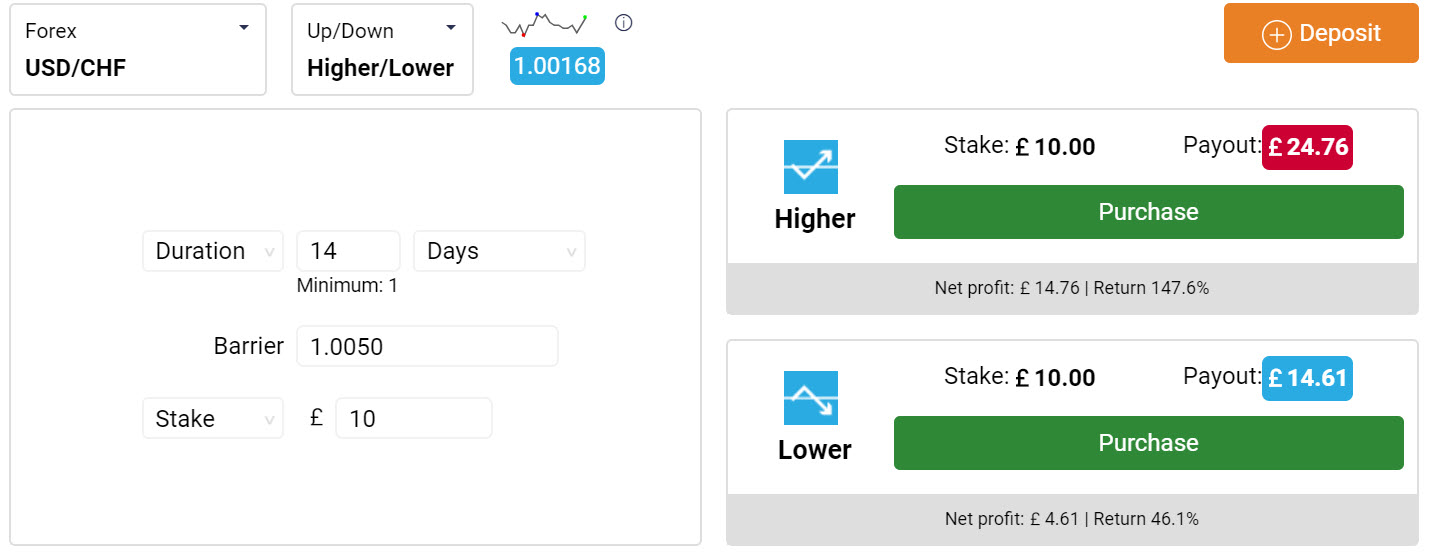 Forex
USD/CHF
Up/Down
Higher/Lower
1.00168
Deposit
Duration 14 Days
Minimum: 1
Barrier 1.0050
Stake £ 10
Higher
Stake: £ 10.00 Payout: £ 24.76
Purchase
Net profit: £ 14.76 | Return 147.6%
Lower
Stake: £ 10.00 Payout: £ 14.61
Purchase
Net profit: £ 4.61 | Return 46.1%